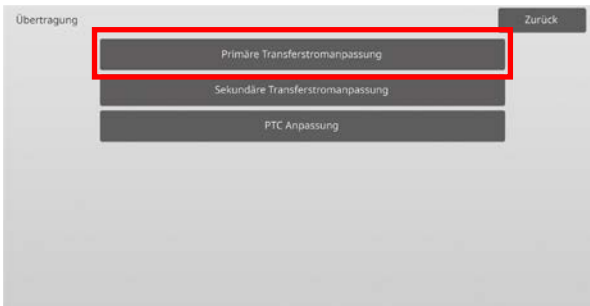 Übertragung
Zurück
Primäre Transferstromanpassung
Sekundäre Transferstromanpassung
PTC Anpassung